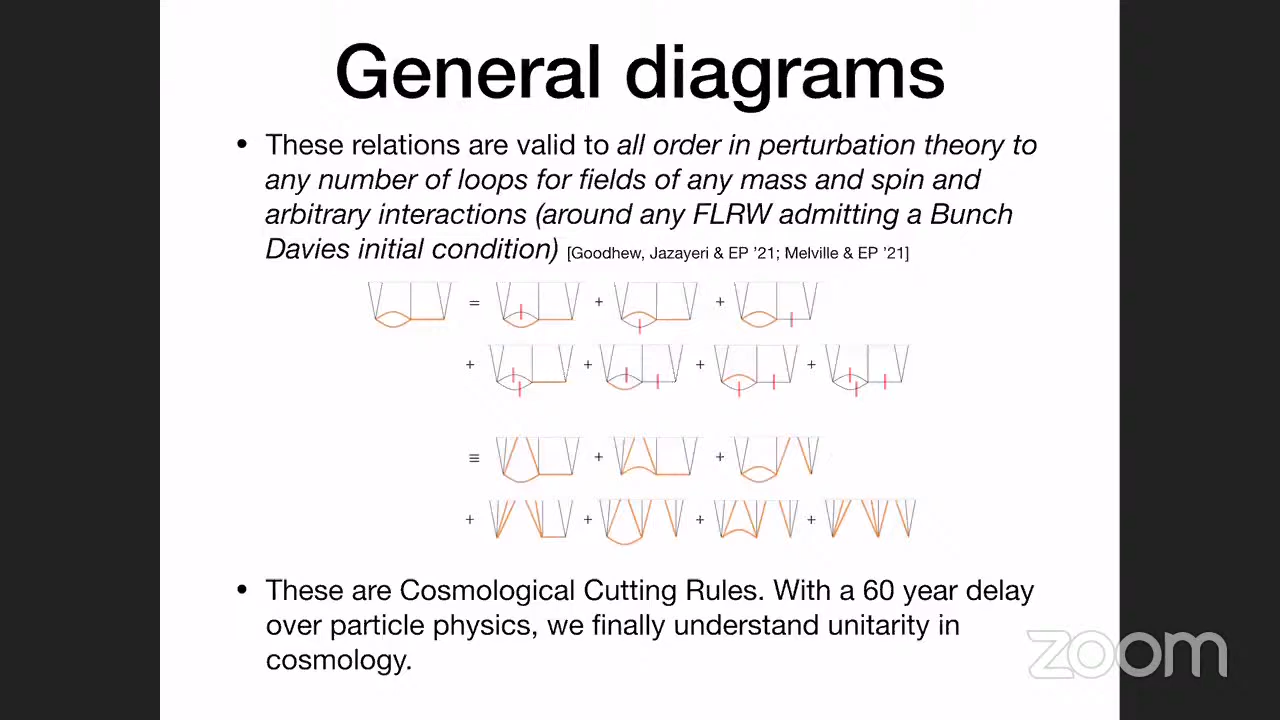 General diagrams
• These relations are valid to all order in perturbation theory to
any number of loops for fields of any mass and spin and
arbitrary interactions (around any FLRW admitting a Bunch
Davies initial condition) [Goodhew, Jazayeri & EP '21; Melville & EP '21]
= + +
+ + + +
≡ + +
+ + + +
• These are Cosmological Cutting Rules. With a 60 year delay
over particle physics, we finally understand unitarity in
cosmology.
zoom